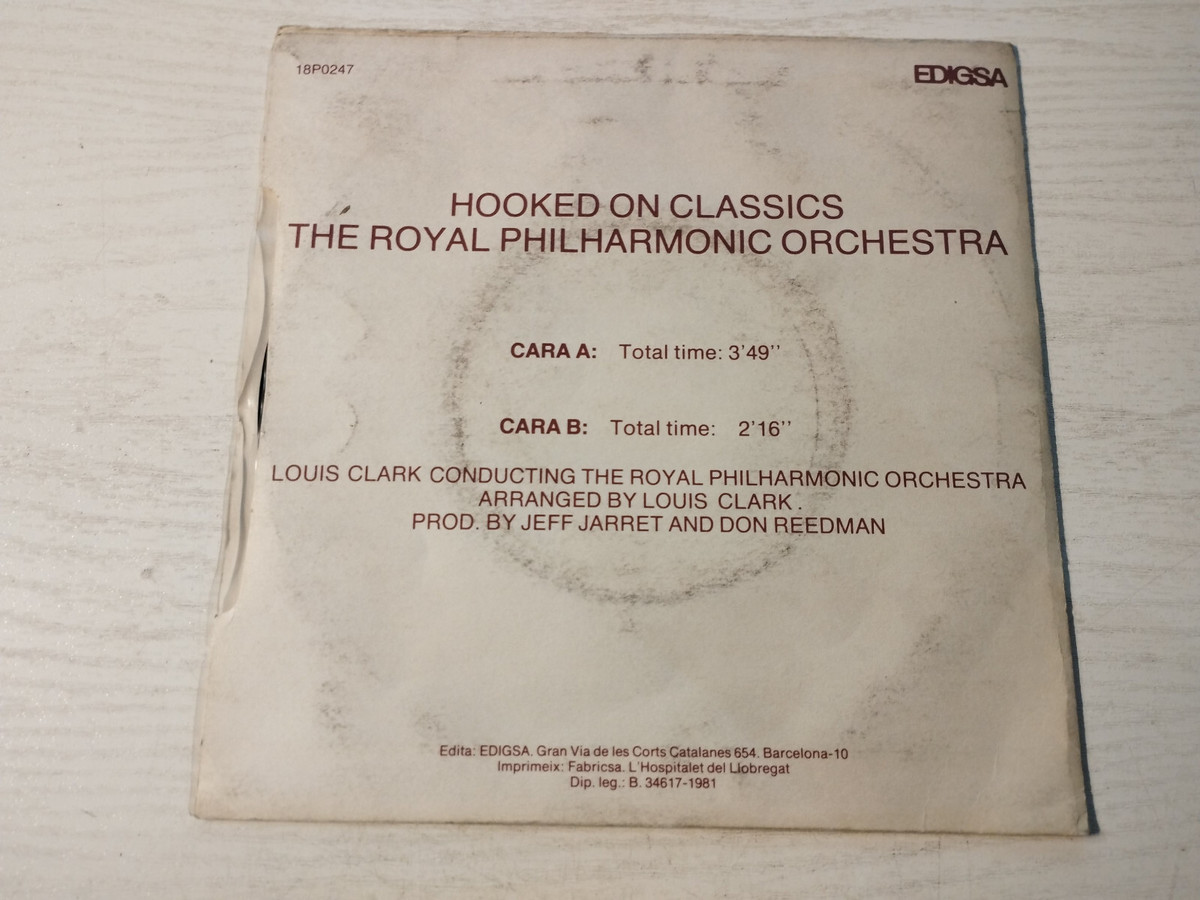 18P0247
EDIGSA
HOOKED ON CLASSICS
THE ROYAL PHILHARMONIC ORCHESTRA
CARA A: Total time: 3'49''
CARA B: Total time: 2'16''
LOUIS CLARK CONDUCTING THE ROYAL PHILHARMONIC ORCHESTRA
ARRANGED BY LOUIS CLARK.
PROD. BY JEFF JARRET AND DON REEDMAN
Edita: EDIGSA. Gran Via de les Corts Catalanes 654. Barcelona-10
Imprimeix: Fabricsa. L'Hospitalet del Llobregat
Dip. leg.: B. 34617-1981